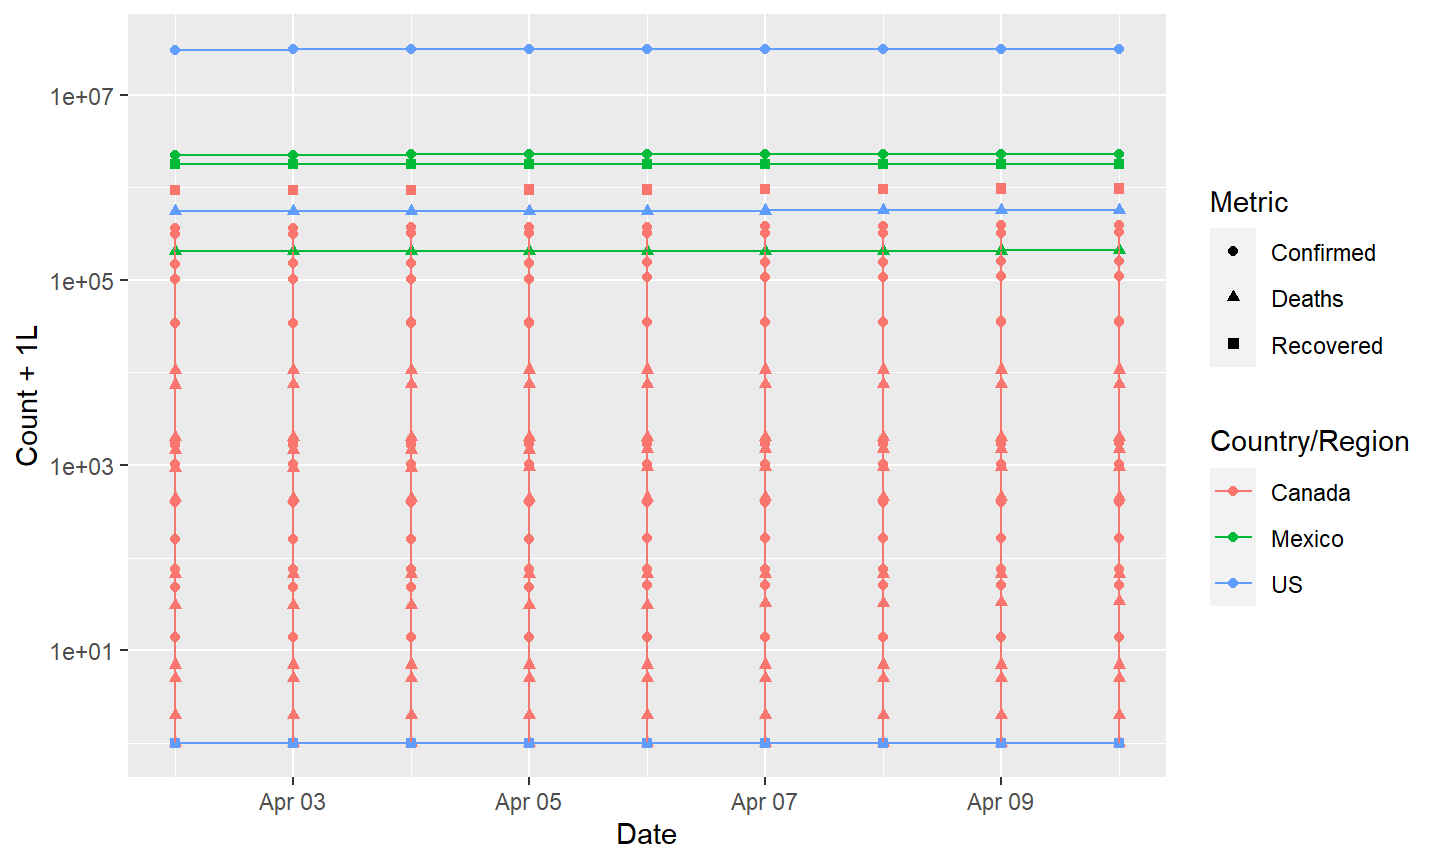 1e+07
1e+05
1e+03
1e+01
Count + 1L
Apr 03
Apr 05
Apr 07
Apr 09
Date
Metric
Confirmed
Deaths
Recovered
Country/Region
Canada
Mexico
US